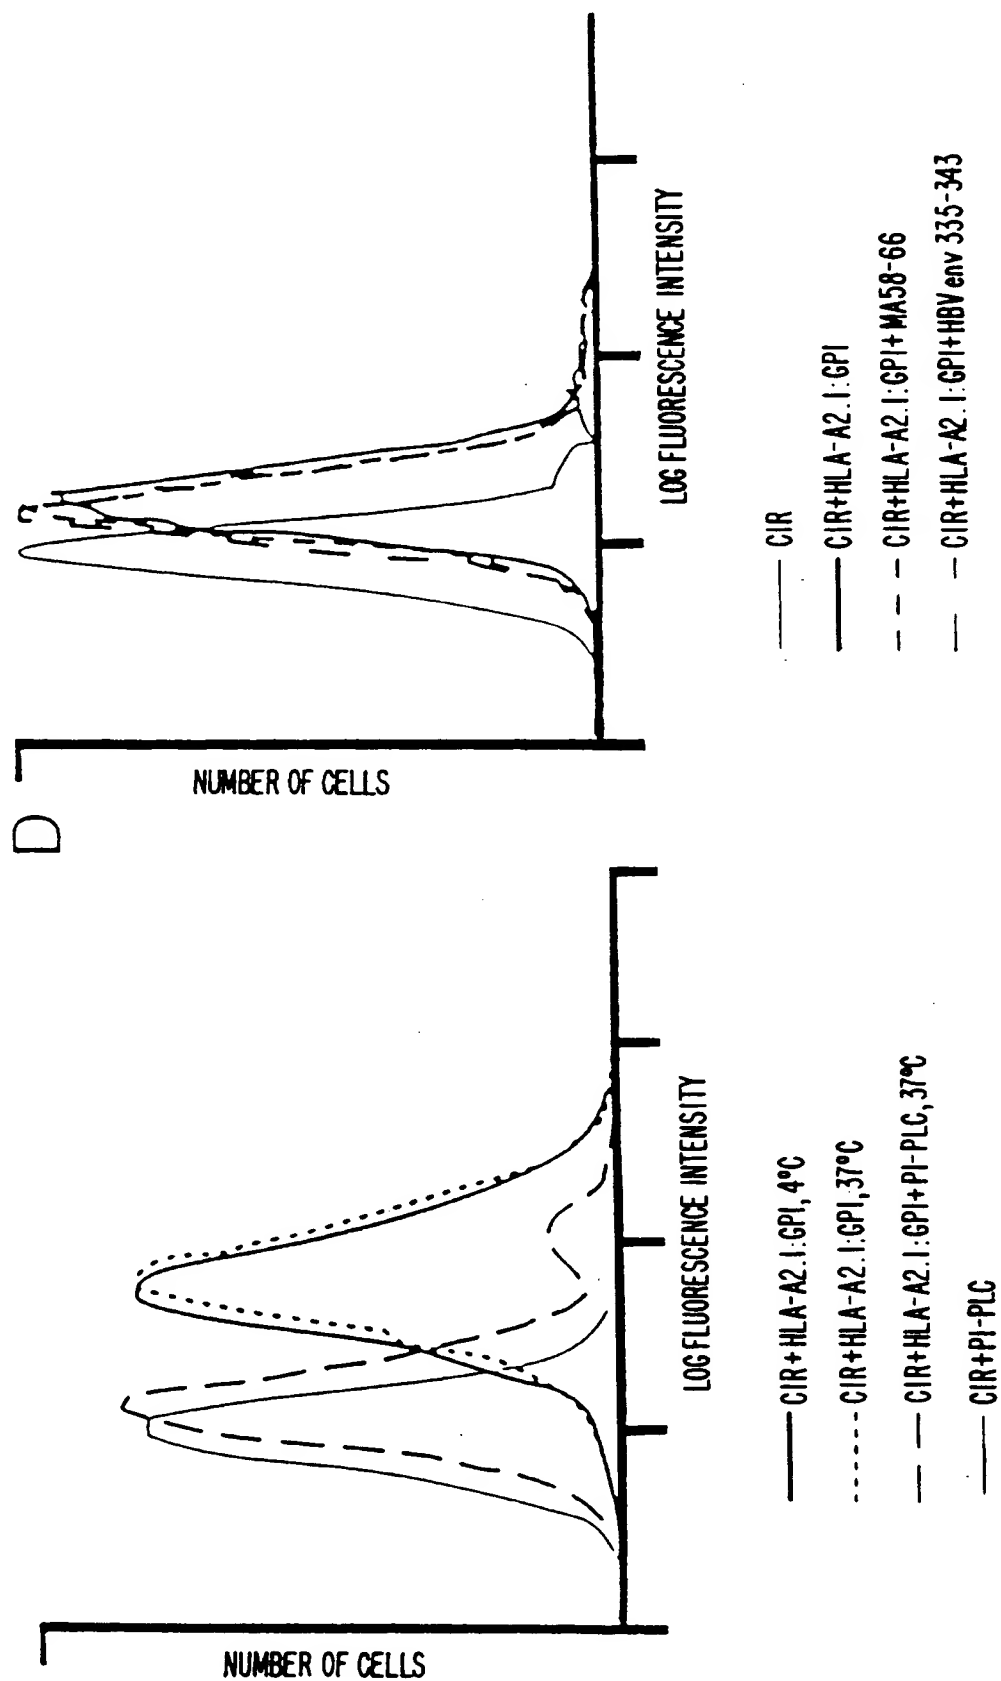 NUMBER OF CELLS
LOG FLUORESCENCE INTENSITY
CIR+HLA-A2.1:GPI, 4°C
CIR+HLA-A2.1:GPI, 37°C
CIR+HLA-A2.1:GPI+PI-PLC, 37°C
CIR+PI-PLC
D
NUMBER OF CELLS
LOG FLUORESCENCE INTENSITY
CIR
CIR+HLA-A2.1:GPI
CIR+HLA-A2.1:GPI+MA58-66
CIR+HLA-A2.1:GPI+HBV env 335-343